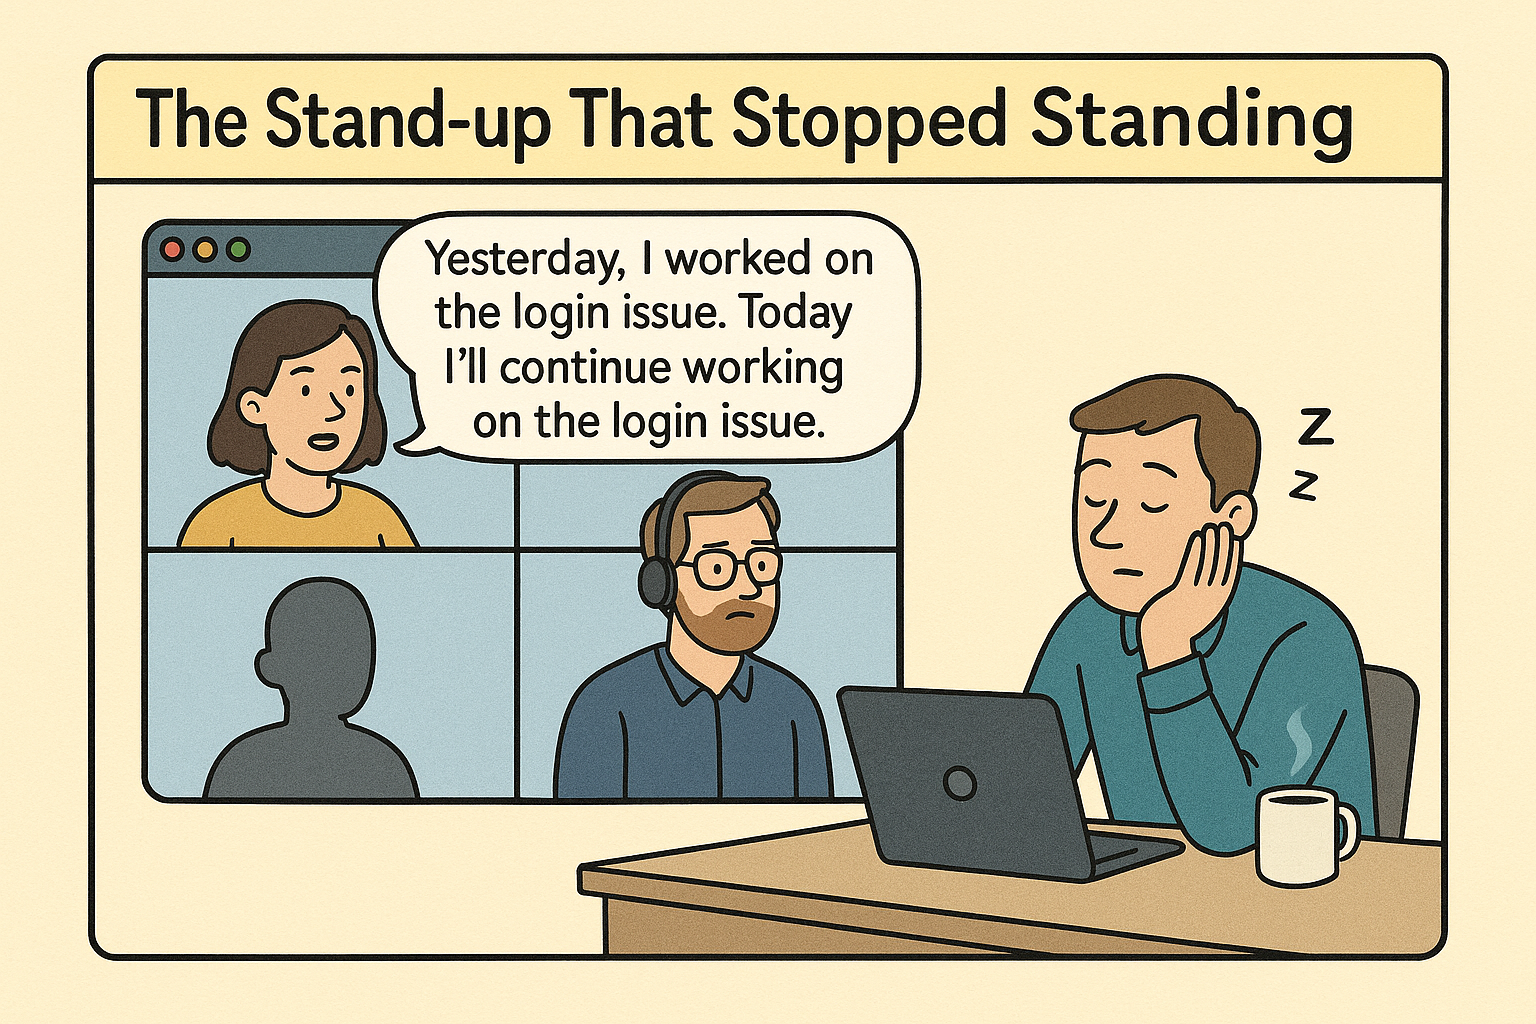 The Stand-up That Stopped Standing
Yesterday, I worked on
the login issue. Today
I’ll continue working
on the login issue.
Z
Z